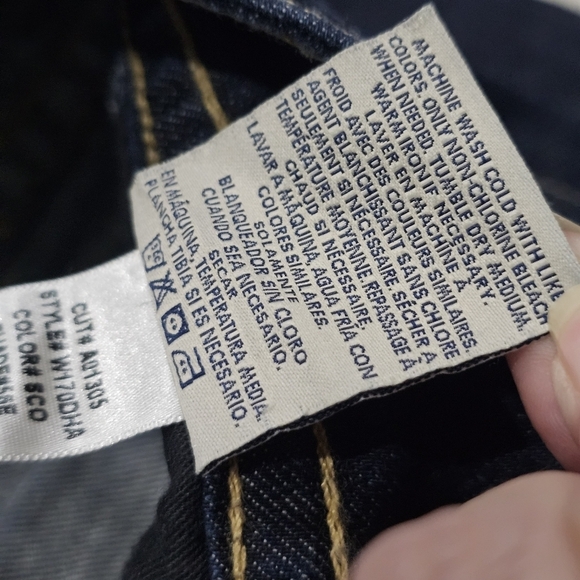 MACHINE WASH COLD WITH LIKE
COLORS, ONLY NON-CHLORINE BLEACH
WHEN NEEDED. TUMBLE DRY MEDIUM.
WARM IRON IF NECESSARY.
LAVER EN MACHINE À
FROID AVEC DES COULEURS SIMILAIRES.
AGENT BLANCHISSANT SANS CHLORE
SEULEMENT SI NÉCESSAIRE. SÉCHER À
TEMPÉRATURE MOYENNE REPASSAGE À
CHAUD SI NÉCESSAIRE.
LAVAR A MÁQUINA, AGUA FRÍA CON
COLORES SIMILARES.
SOLAMENTE
BLANQUEADOR SIN CLORO
CUANDO SEA NECESARIO.
SECAR
EN MÁQUINA, TEMPERATURA MEDIA.
PLANCHA TIBIA SI ES NECESARIO.
CUT# A01305
STYLE# W170DHA
COLOR# SCQ